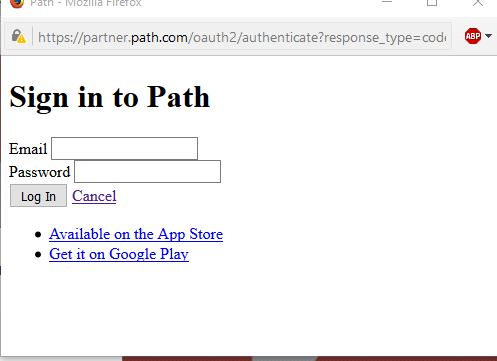 Path - Mozilla Firefox
https://partner.path.com/oauth2/authenticate?response_type=code
ABP
Sign in to Path
Email
Password
Log In Cancel
Available on the App Store
Get it on Google Play